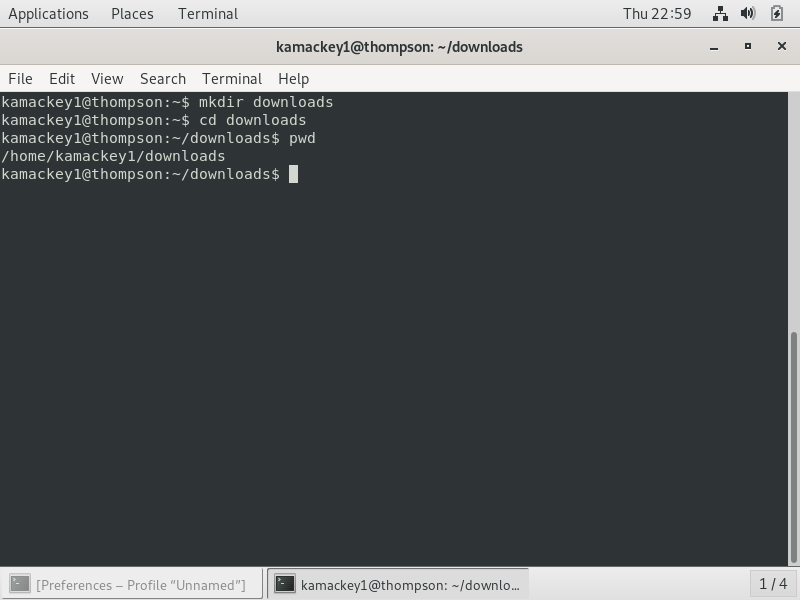 Applications Places Terminal Thu 22:59
kamackey1@thompson: ~/downloads
File Edit View Search Terminal Help
kamackey1@thompson:~$ mkdir downloads
kamackey1@thompson:~$ cd downloads
kamackey1@thompson:~/downloads$ pwd
/home/kamackey1/downloads
kamackey1@thompson:~/downloads$
[Preferences – Profile “Unnamed”] kamackey1@thompson: ~/downlo... 1 / 4